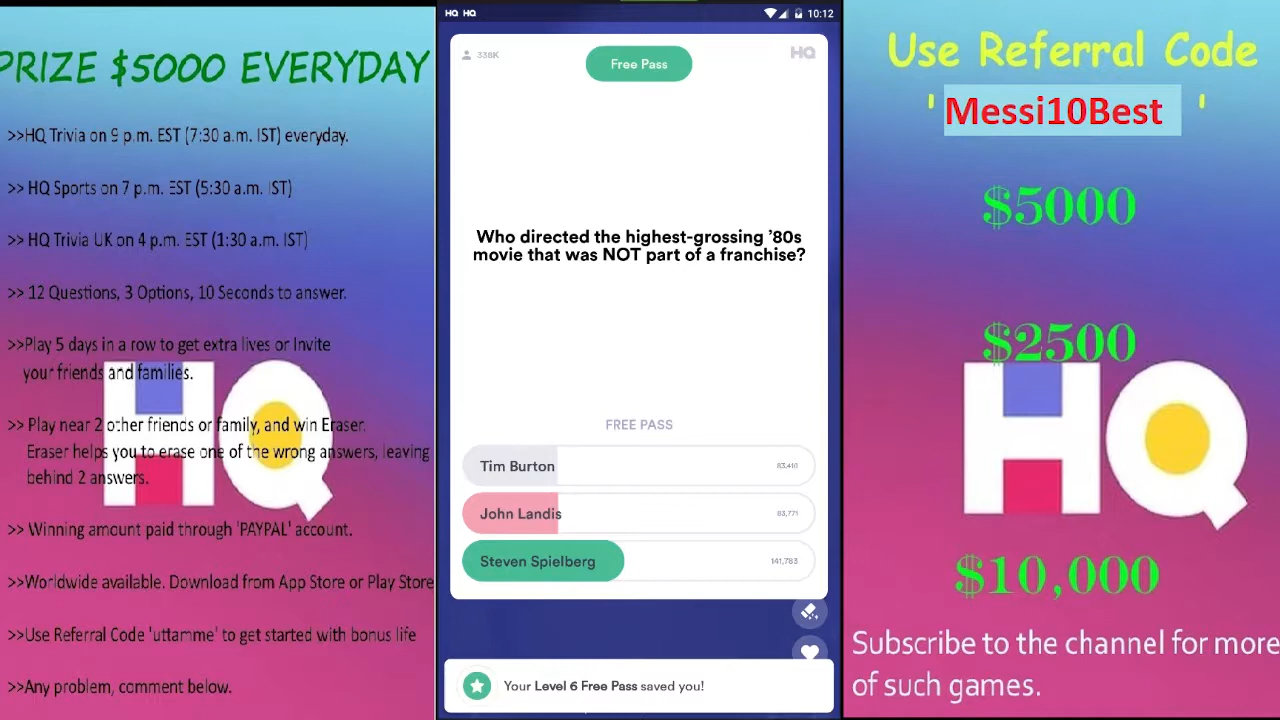 PRIZE $5000 EVERYDAY
>>HQ Trivia on 9 p.m. EST (7:30 a.m. IST) everyday.
>> HQ Sports on 7 p.m. EST (5:30 a.m. IST)
>> HQ Trivia UK on 4 p.m. EST (1:30 a.m. IST)
>> 12 Questions, 3 Options, 10 Seconds to answer.
>>Play 5 days in a row to get extra lives or Invite
your friends and families.
>> Play near 2 other friends or family, and win Eraser.
Eraser helps you to erase one of the wrong answers, leaving
behind 2 answers.
>> Winning amount paid through 'PAYPAL' account.
>>Worldwide available. Download from App Store or Play Store
>>Use Referral Code 'uttamme' to get started with bonus life
>>Any problem, comment below.
HQ
HQ HQ 10:12
338K Free Pass HQ
Who directed the highest-grossing ’80s
movie that was NOT part of a franchise?
FREE PASS
Tim Burton 83,410
John Landis 83,771
Steven Spielberg 141,783
Your Level 6 Free Pass saved you!
Use Referral Code
' Messi10Best '
$5000
$2500
HQ
$10,000
Subscribe to the channel for more
of such games.